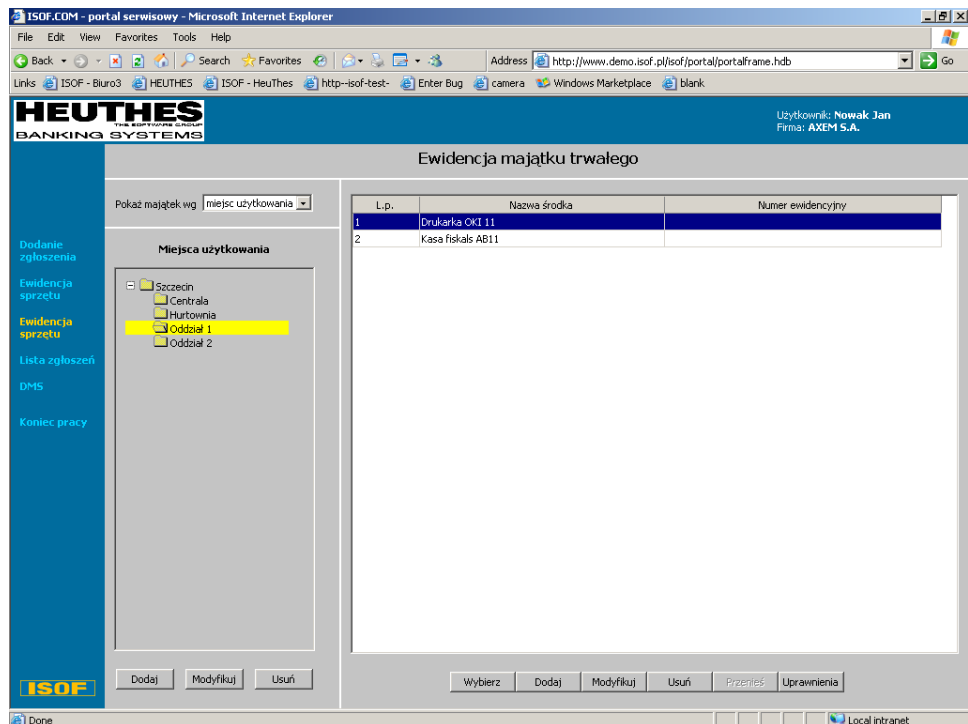 ISOF.COM - portal serwisowy - Microsoft Internet Explorer
File Edit View Favorites Tools Help
Back Search Favorites Address http://www.demo.isof.pl/isof/portal/portalframe.hdb Go
Links ISOF - Biuro3 HEUTHES ISOF - HeuThes http--isof-test- Enter Bug camera Windows Marketplace blank
HEUTHES
THE SOFTWARE GROUP
BANKING SYSTEMS
Użytkownik: Nowak Jan
Firma: AXEM S.A.
Ewidencja majątku trwałego
Pokaż majątek wg miejsc użytkowania
L.p. Nazwa środka Numer ewidencyjny
1 Drukarka OKI 11
2 Kasa fiskals AB11
Dodanie
zgłoszenia
Ewidencja
sprzętu
Ewidencja
sprzętu
Lista zgłoszeń
DMS
Koniec pracy
Miejsca użytkowania
Szczecin
Centrala
Hurtownia
Oddział 1
Oddział 2
Dodaj Modyfikuj Usuń
Wybierz Dodaj Modyfikuj Usuń Przenieś Uprawnienia
ISOF
Done Local intranet